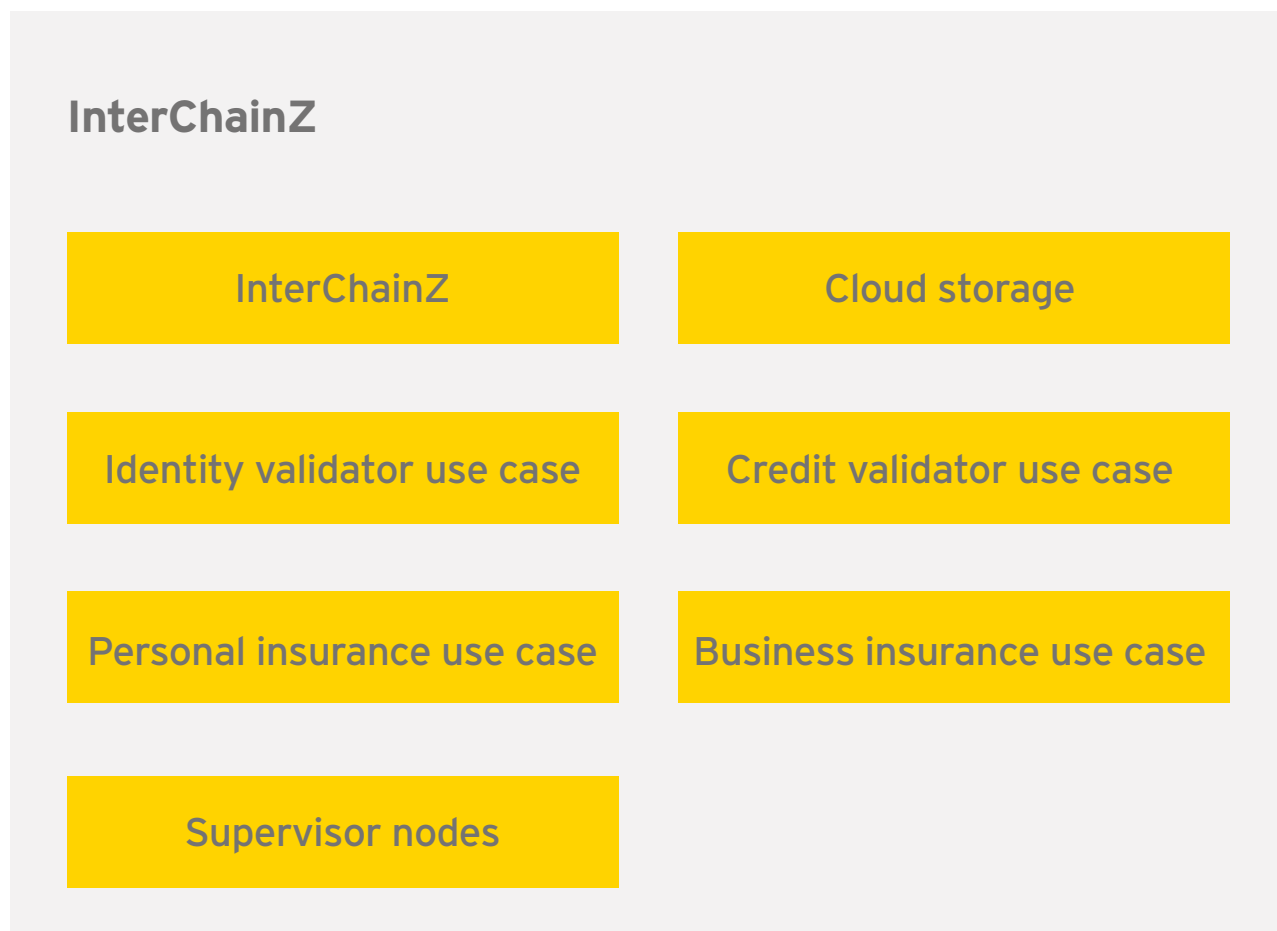 InterChainZ
InterChainZ
Cloud storage
Identity validator use case
Credit validator use case
Personal insurance use case
Business insurance use case
Supervisor nodes